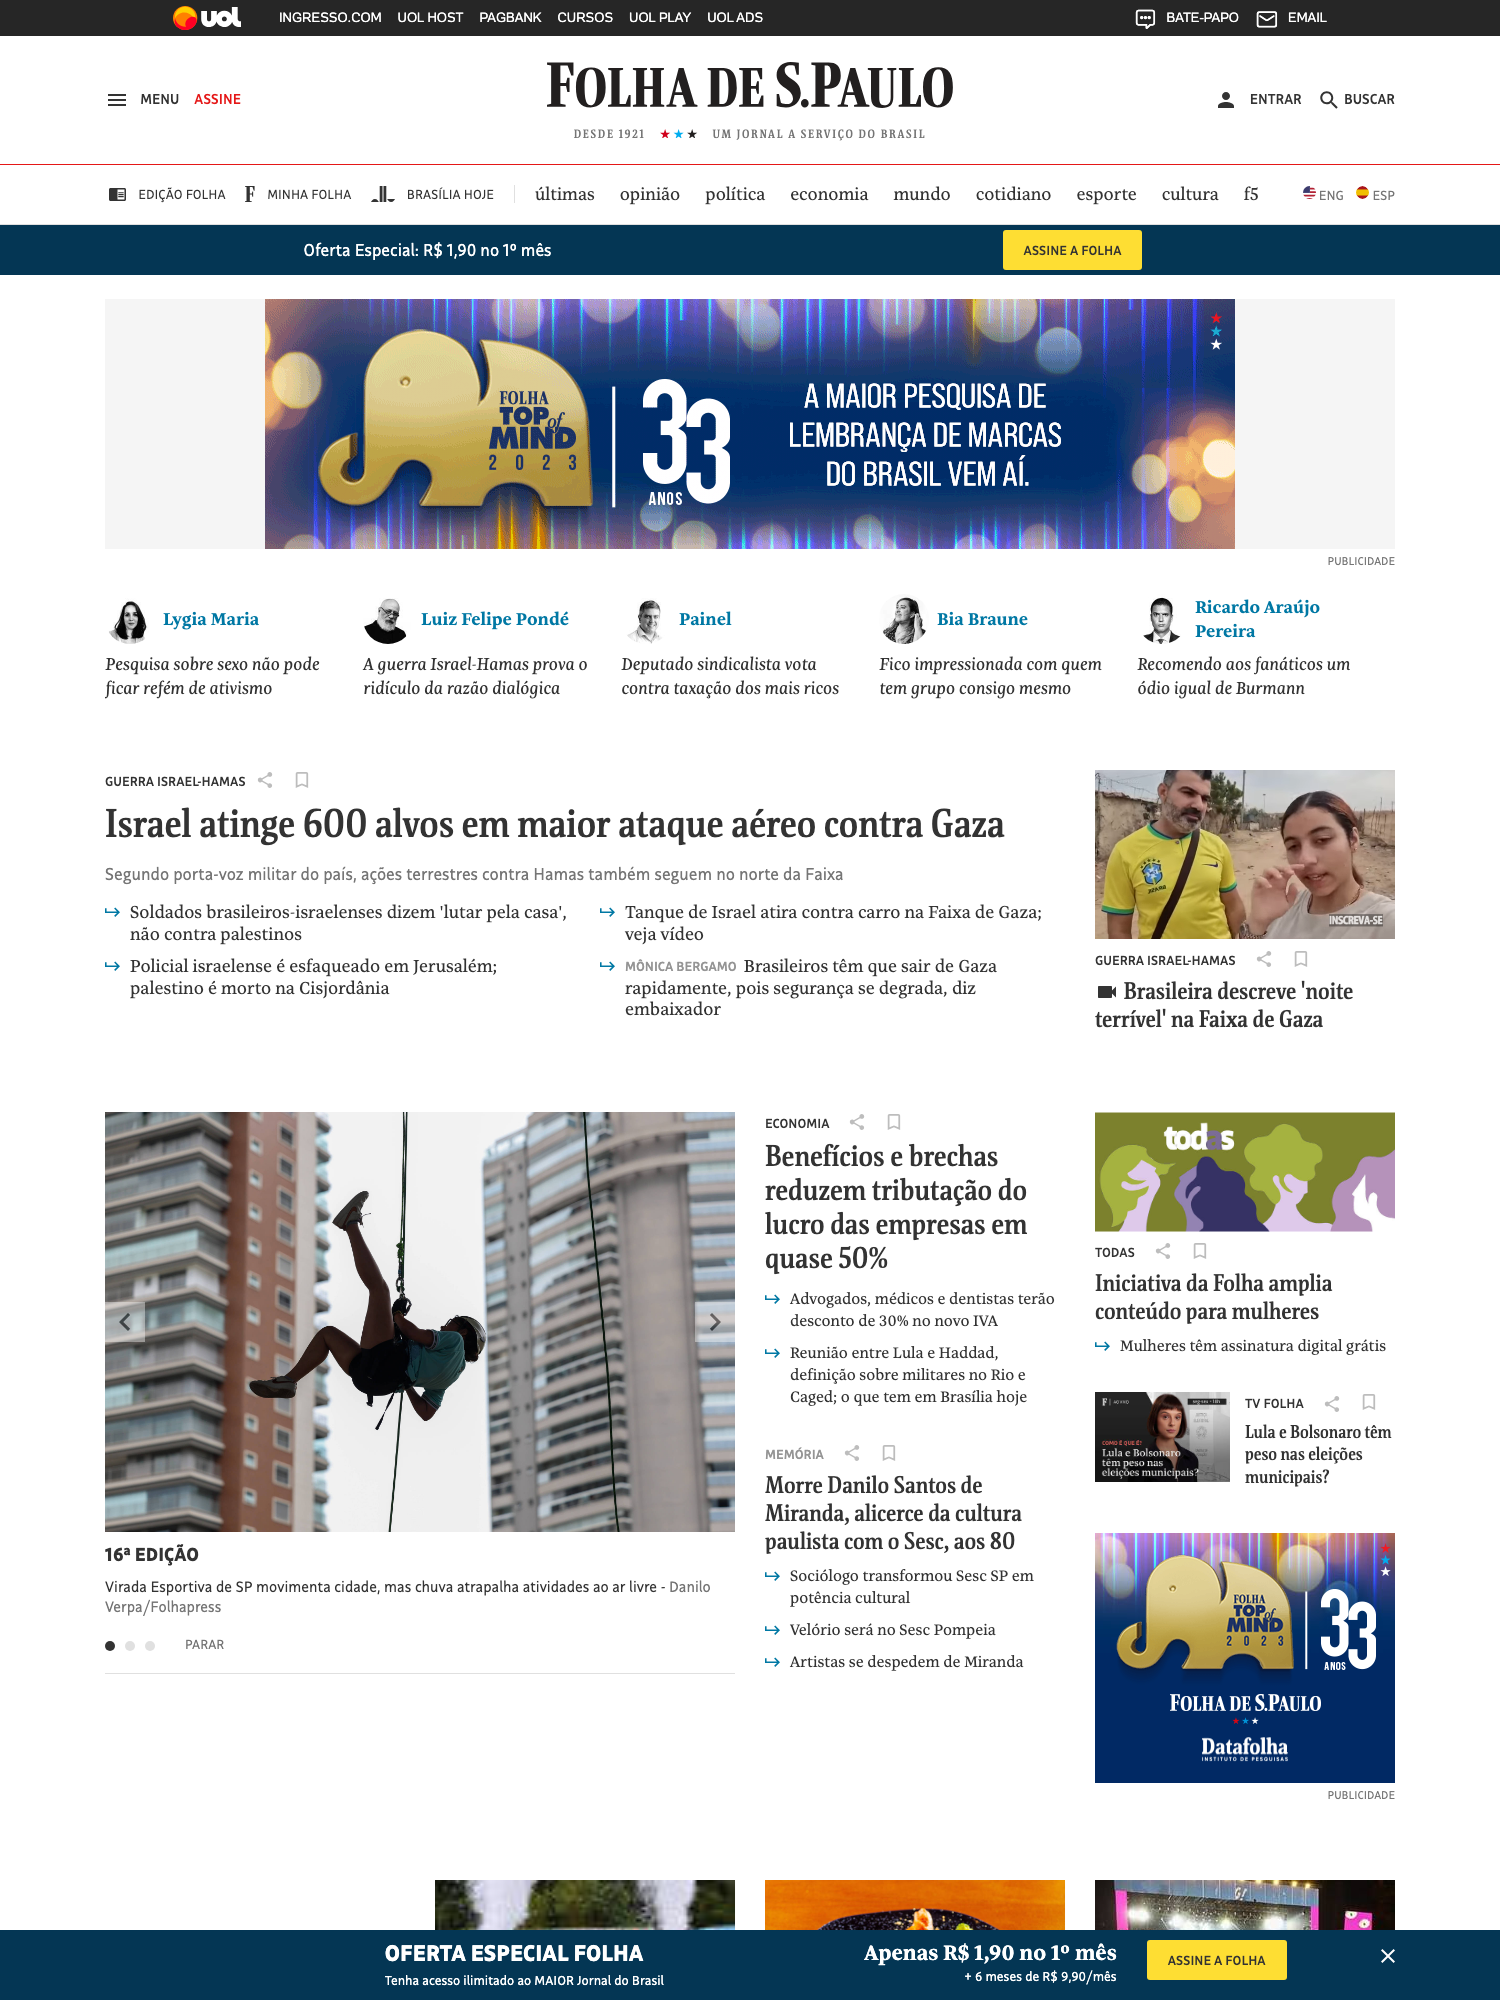 uol INGRESSO.COM UOL HOST PAGBANK CURSOS UOL PLAY UOL ADS BATE-PAPO EMAIL
MENU ASSINE
FOLHA DE S.PAULO
ENTRAR BUSCAR
DESDE 1921 ★★★ UM JORNAL A SERVIÇO DO BRASIL
EDIÇÃO FOLHA F MINHA FOLHA BRASÍLIA HOJE últimas opinião política economia mundo cotidiano esporte cultura f5 ENG ESP
Oferta Especial: R$ 1,90 no 1º mês ASSINE A FOLHA
FOLHA
TOP of
MIND
2023
33
ANOS
A MAIOR PESQUISA DE
LEMBRANÇA DE MARCAS
DO BRASIL VEM AÍ.
PUBLICIDADE
Lygia Maria
Pesquisa sobre sexo não pode
ficar refém de ativismo
Luiz Felipe Pondé
A guerra Israel-Hamas prova o
ridículo da razão dialógica
Painel
Deputado sindicalista vota
contra taxação dos mais ricos
Bia Braune
Fico impressionada com quem
tem grupo consigo mesmo
Ricardo Araújo
Pereira
Recomendo aos fanáticos um
ódio igual de Burmann
GUERRA ISRAEL-HAMAS
Israel atinge 600 alvos em maior ataque aéreo contra Gaza
Segundo porta-voz militar do país, ações terrestres contra Hamas também seguem no norte da Faixa
Soldados brasileiros-israelenses dizem 'lutar pela casa',
não contra palestinos
Policial israelense é esfaqueado em Jerusalém;
palestino é morto na Cisjordânia
Tanque de Israel atira contra carro na Faixa de Gaza;
veja vídeo
MÔNICA BERGAMO Brasileiros têm que sair de Gaza
rapidamente, pois segurança se degrada, diz
embaixador
INSCREVA-SE
GUERRA ISRAEL-HAMAS
Brasileira descreve 'noite
terrível' na Faixa de Gaza
16ª EDIÇÃO
Virada Esportiva de SP movimenta cidade, mas chuva atrapalha atividades ao ar livre - Danilo
Verpa/Folhapress
PARAR
ECONOMIA
Benefícios e brechas
reduzem tributação do
lucro das empresas em
quase 50%
Advogados, médicos e dentistas terão
desconto de 30% no novo IVA
Reunião entre Lula e Haddad,
definição sobre militares no Rio e
Caged; o que tem em Brasília hoje
MEMÓRIA
Morre Danilo Santos de
Miranda, alicerce da cultura
paulista com o Sesc, aos 80
Sociólogo transformou Sesc SP em
potência cultural
Velório será no Sesc Pompeia
Artistas se despedem de Miranda
todas
TODAS
Iniciativa da Folha amplia
conteúdo para mulheres
Mulheres têm assinatura digital grátis
COMO É QUE É?
Lula e Bolsonaro
têm peso nas
eleições municipais?
TV FOLHA
Lula e Bolsonaro têm
peso nas eleições
municipais?
FOLHA
TOP of
MIND
2023
33
ANOS
FOLHA DE S.PAULO
Datafolha
INSTITUTO DE PESQUISAS
PUBLICIDADE
OFERTA ESPECIAL FOLHA
Tenha acesso ilimitado ao MAIOR Jornal do Brasil
Apenas R$ 1,90 no 1º mês
+ 6 meses de R$ 9,90/mês
ASSINE A FOLHA